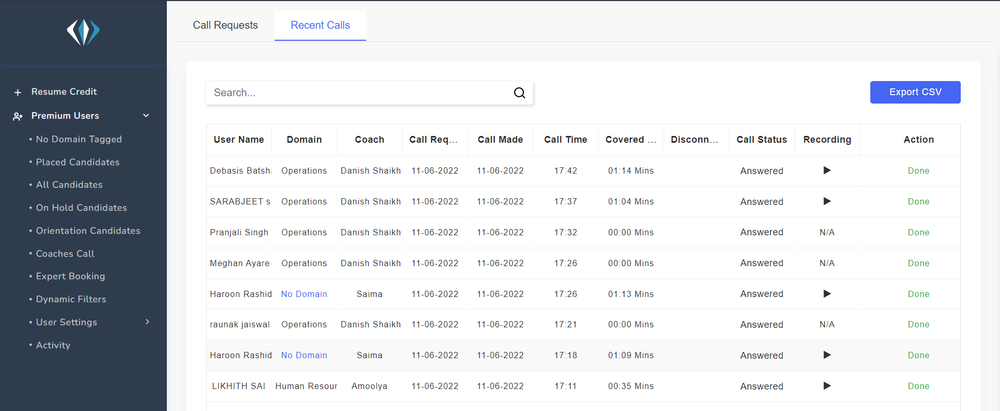 Call Requests Recent Calls
Search...
Export CSV
+ Resume Credit
Premium Users
• No Domain Tagged
• Placed Candidates
• All Candidates
• On Hold Candidates
• Orientation Candidates
• Coaches Call
• Expert Booking
• Dynamic Filters
• User Settings
• Activity
User Name Domain Coach Call Req... Call Made Call Time Covered ... Disconn... Call Status Recording Action
Debasis Batsha Operations Danish Shaikh 11-06-2022 11-06-2022 17:42 01:14 Mins Answered Done
SARABJEET s Operations Danish Shaikh 11-06-2022 11-06-2022 17:37 01:04 Mins Answered Done
Pranjali Singh Operations Danish Shaikh 11-06-2022 11-06-2022 17:32 00:00 Mins Answered N/A Done
Meghan Ayare Operations Danish Shaikh 11-06-2022 11-06-2022 17:26 00:00 Mins Answered N/A Done
Haroon Rashid No Domain Saima 11-06-2022 11-06-2022 17:26 01:13 Mins Answered Done
raunak jaiswal Operations Danish Shaikh 11-06-2022 11-06-2022 17:21 00:00 Mins Answered N/A Done
Haroon Rashid No Domain Saima 11-06-2022 11-06-2022 17:18 01:09 Mins Answered Done
LIKHITH SAI Human Resour Amoolya 11-06-2022 11-06-2022 17:11 00:35 Mins Answered Done